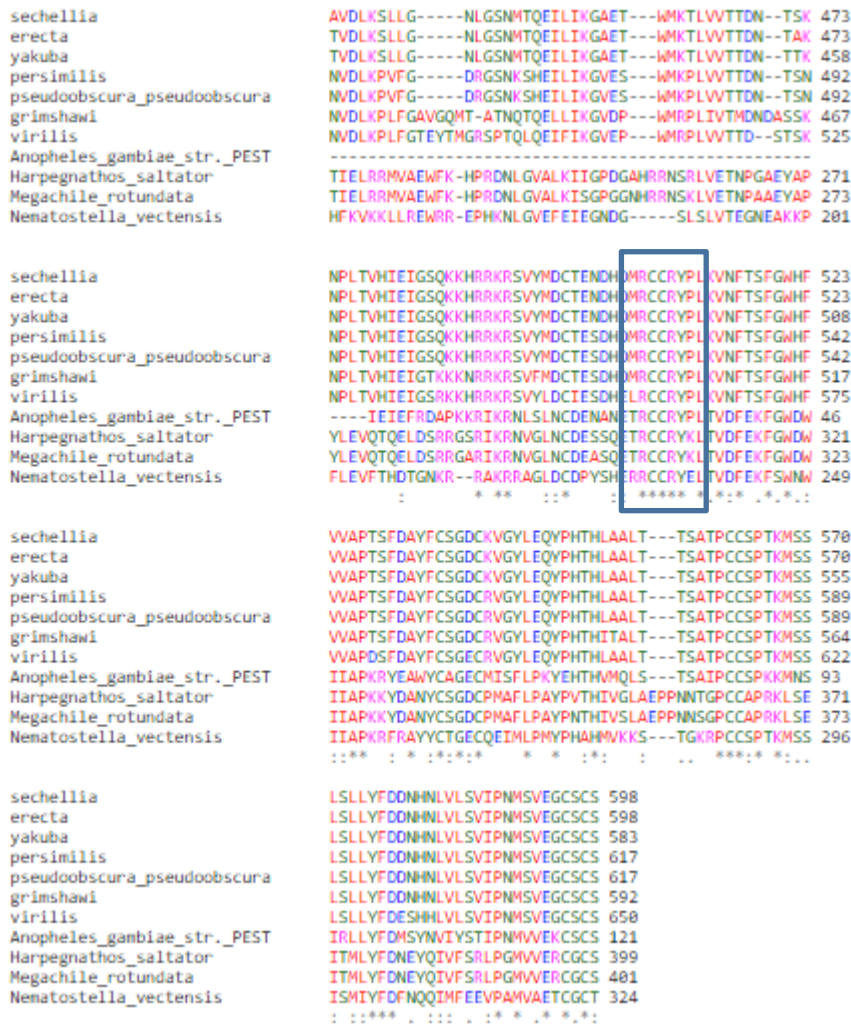 sechellia AVDLKSLLG-----NLGSNMTQEILIKGAET---WMKTLVVTTDN--TSK 473
erecta TVDLKSLLG-----NLGSNMTQEILIKGAET---WMKTLVVTTDN--TAK 473
yakuba TVDLKSLLG-----NLGSNMTQEILIKGAET---WMKTLVVTTDN--TTK 458
persimilis NVDLKPVFG-----DRGSNKSHEILIKGVES---WMKPLVVTTDN--TSN 492
pseudoobscura_pseudoobscura NVDLKPVFG-----DRGSNKSHEILIKGVES---WMKPLVVTTDN--TSN 492
grimshawi NVDLKPLFGAVGQMT-ATNQTQELLIKGVDP---WMRPLIVTMDNDASSK 467
virilis NVDLKPLFGTEYTMGRSPTQLQEIFIKGVEP---WMRPLVVTTD--STSK 525
Anopheles_gambiae_str._PEST --------------------------------------------------
Harpegnathos_saltator TIELRRMVAEWFK-HPRDNLGVALKIIGPDGAHRRNSRLVETNPGAEYAP 271
Megachile_rotundata TIELRRMVAEWFK-HPRDNLGVALKISGPGGNHRRNSKLVETNPAAEYAP 273
Nematostella_vectensis HFKVKKLLREWRR-EPHKNLGVEFEIEGNDG-----SLSLVTEGNEAKKP 201
sechellia NPLTVHIEIGSQKKHRRKRSVYMDCTENDHDMRCCRYPLKVNFTSFGWHF 523
erecta NPLTVHIEIGSQKKHRRKRSVYMDCTENDHDMRCCRYPLKVNFTSFGWHF 523
yakuba NPLTVHIEIGSQKKHRRKRSVYMDCTENDHDMRCCRYPLKVNFTSFGWHF 508
persimilis NPLTVHIEIGSQKKHRRKRSVYMDCTESDHDMRCCRYPLKVNFTSFGWHF 542
pseudoobscura_pseudoobscura NPLTVHIEIGSQKKHRRKRSVYMDCTESDHDMRCCRYPLKVNFTSFGWHF 542
grimshawi NPLTVHIEIGTKKKNRRKRSVFMDCTESDHDMRCCRYPLKVNFTSFGWHF 517
virilis NPLTVHIEIGSRKKHRRKRSVYLDCIESDHELRCCRYPLKVNFTSFGWHF 575
Anopheles_gambiae_str._PEST ----IEIEFRDAPKKRIKRNLSLNCDENANETRCCRYPLTVDFEKFGWDW 46
Harpegnathos_saltator YLEVQTQELDSRRGSRIKRNVGLNCDESSQETRCCRYKLTVDFEKFGWDW 321
Megachile_rotundata YLEVQTQELDSRRGARIKRNVGLNCDEASQETRCCRYKLTVDFEKFGWDW 323
Nematostella_vectensis FLEVFTHDTGNKR--RAKRRAGLDCDPYSHERRCCRYELTVDFEKFSWNW 249
: * ** ::* :: ***** *.*:* .*.*.:
sechellia VVAPTSFDAYFCSGDCKVGYLEQYPHTHLAALT---TSATPCCSPTKMSS 570
erecta VVAPTSFDAYFCSGDCKVGYLEQYPHTHLAALT---TSATPCCSPTKMSS 570
yakuba VVAPTSFDAYFCSGDCKVGYLEQYPHTHLAALT---TSATPCCSPTKMSS 555
persimilis VVAPTSFDAYFCSGDCRVGYLEQYPHTHLAALT---TSATPCCSPTKMSS 589
pseudoobscura_pseudoobscura VVAPTSFDAYFCSGDCRVGYLEQYPHTHLAALT---TSATPCCSPTKMSS 589
grimshawi VVAPTSFDAYFCSGDCRVGYLEQYPHTHITALT---TSATPCCSPTKMSS 564
virilis VVAPDSFDAYFCSGECRVGYLEQYPHTHLAALT---TSATPCCSPTKMSS 622
Anopheles_gambiae_str._PEST IIAPKRYEAWYCAGECMISFLPKYEHTHVMQLS---TSAIPCCSPKKMNS 93
Harpegnathos_saltator IIAPKKYDANYCSGDCPMAFLPAYPVTHIVGLAEPPNNTGPCCAPRKLSE 371
Megachile_rotundata IIAPKKYDANYCSGDCPMAFLPAYPNTHIVSLAEPPNNSGPCCAPRKLSE 373
Nematostella_vectensis IIAPKRFRAYYCTGECQEIMLPMYPHAHMVKKS---TGKRPCCSPTKMSS 296
::** : * :*:*:* * * :*: : .. ***:* *:..
sechellia LSLLYFDDNHNLVLSVIPNMSVEGCSCS 598
erecta LSLLYFDDNHNLVLSVIPNMSVEGCSCS 598
yakuba LSLLYFDDNHNLVLSVIPNMSVEGCSCS 583
persimilis LSLLYFDDNHNLVLSVIPNMSVEGCSCS 617
pseudoobscura_pseudoobscura LSLLYFDDNHNLVLSVIPNMSVEGCSCS 617
grimshawi LSLLYFDDNHNLVLSVIPNMSVEGCSCS 592
virilis LSLLYFDESHHLVLSVIPNMSVEGCSCS 650
Anopheles_gambiae_str._PEST IRLLYFDMSYNVIYSTIPNMVVEKCSCS 121
Harpegnathos_saltator ITMLYFDNEYQIVFSRLPGMVVERCGCS 399
Megachile_rotundata ITMLYFDNEYQIVFSRLPGMVVERCGCS 401
Nematostella_vectensis ISMIYFDFNQQIMFEEVPAMVAETCGCT 324
: ::*** . ::: . :* * .* *.*: